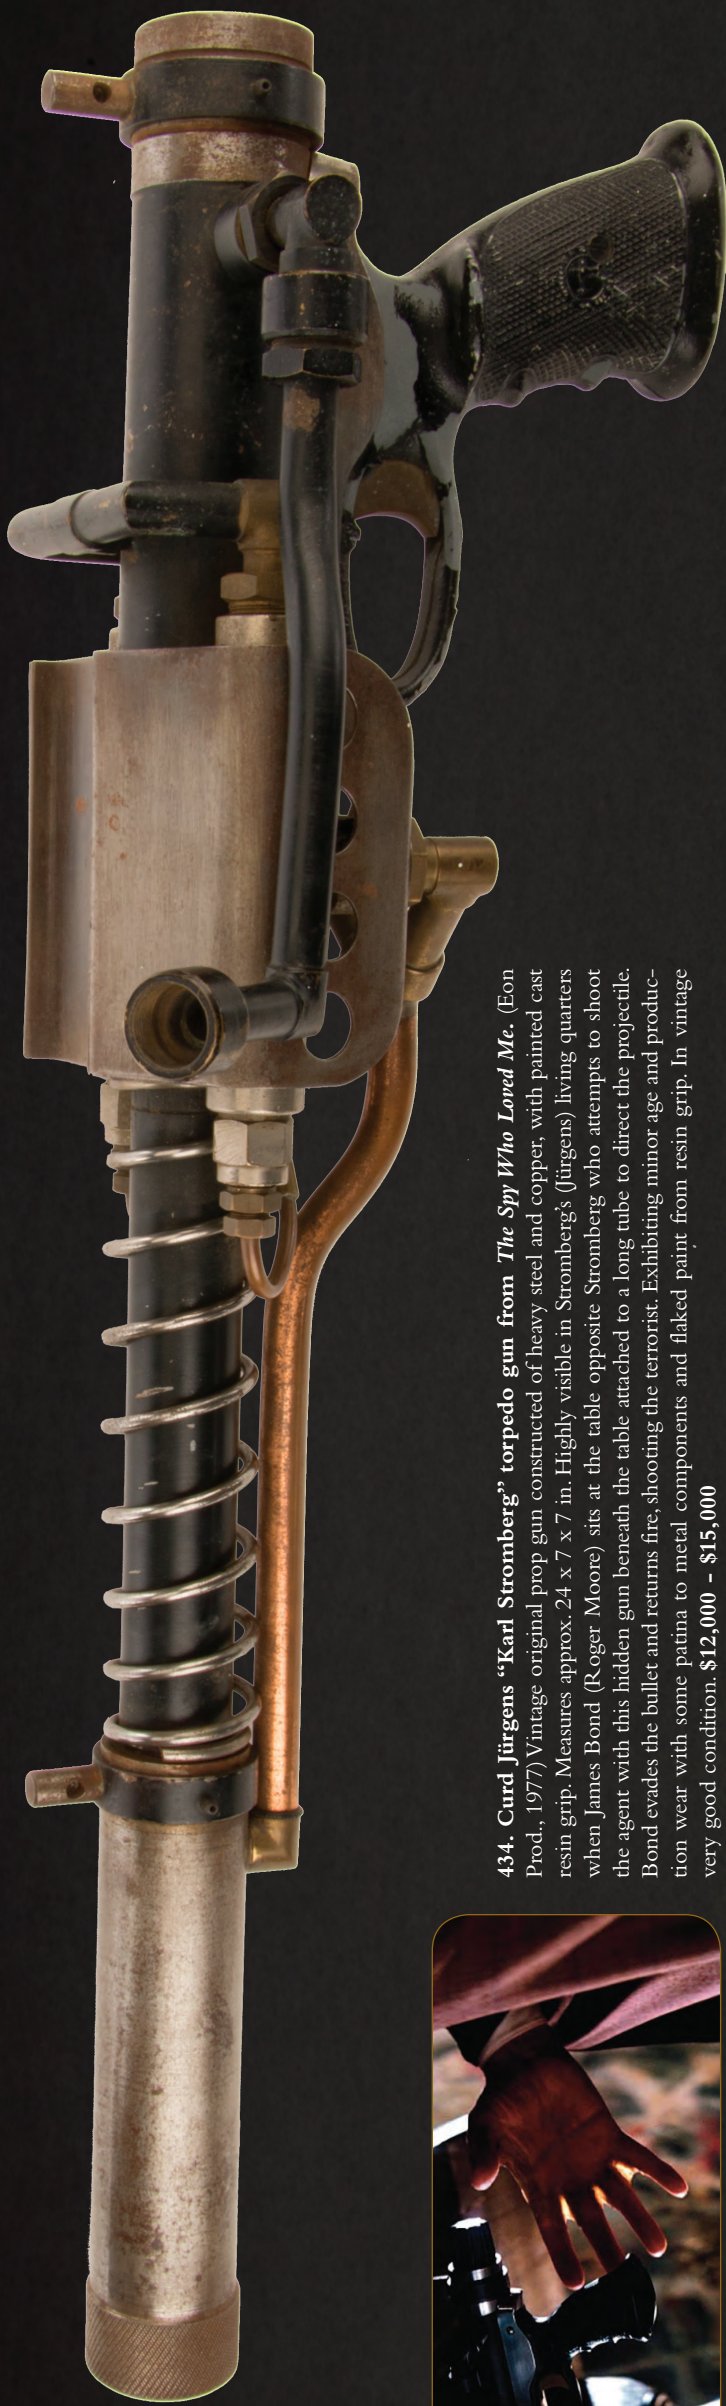 434. Curd Jürgens “Karl Stromberg” torpedo gun from The Spy Who Loved Me. (Eon
Prod., 1977) Vintage original prop gun constructed of heavy steel and copper, with painted cast
resin grip. Measures approx. 24 x 7 x 7 in. Highly visible in Stromberg’s (Jürgens) living quarters
when James Bond (Roger Moore) sits at the table opposite Stromberg who attempts to shoot
the agent with this hidden gun beneath the table attached to a long tube to direct the projectile.
Bond evades the bullet and returns fire, shooting the terrorist. Exhibiting minor age and produc-
tion wear with some patina to metal components and flaked paint from resin grip. In vintage
very good condition. $12,000 – $15,000